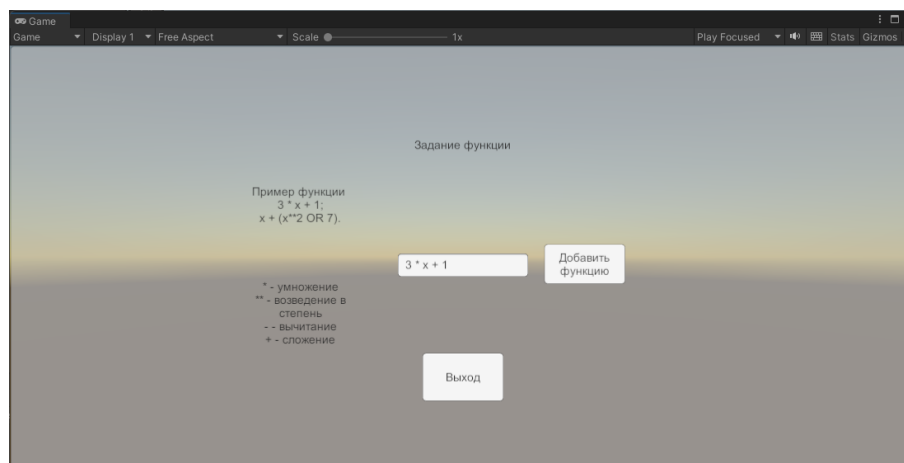 Game
Game Display 1 Free Aspect Scale 1x Play Focused Stats Gizmos
Задание функции
Пример функции
3 * x + 1;
x + (x**2 OR 7).
3 * x + 1
Добавить
функцию
* - умножение
** - возведение в
степень
- - вычитание
+ - сложение
Выход